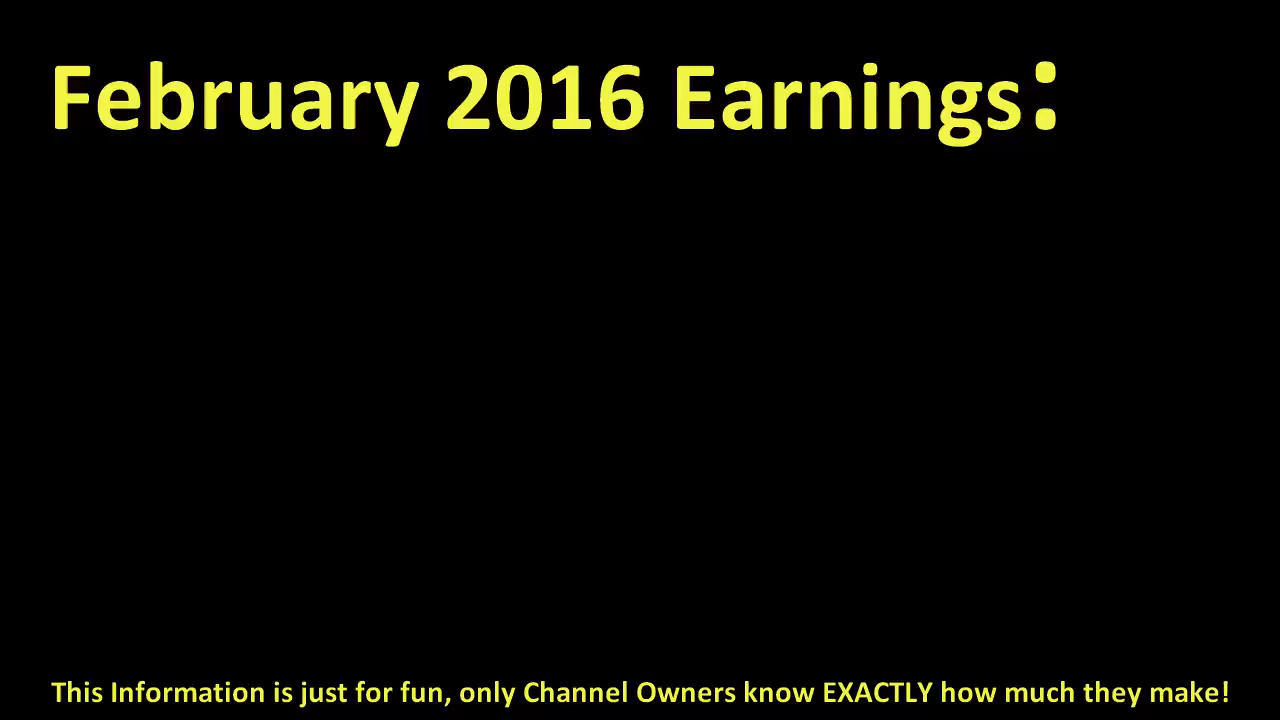 February 2016 Earnings:
This Information is just for fun, only Channel Owners know EXACTLY how much they make!